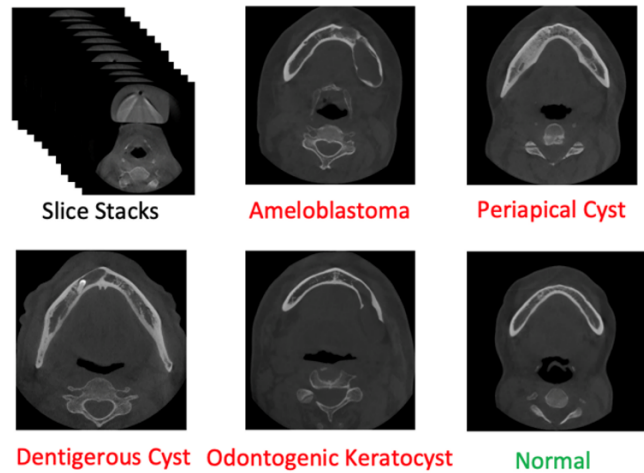 Slice Stacks
Ameloblastoma
Periapical Cyst
Dentigerous Cyst
Odontogenic Keratocyst
Normal